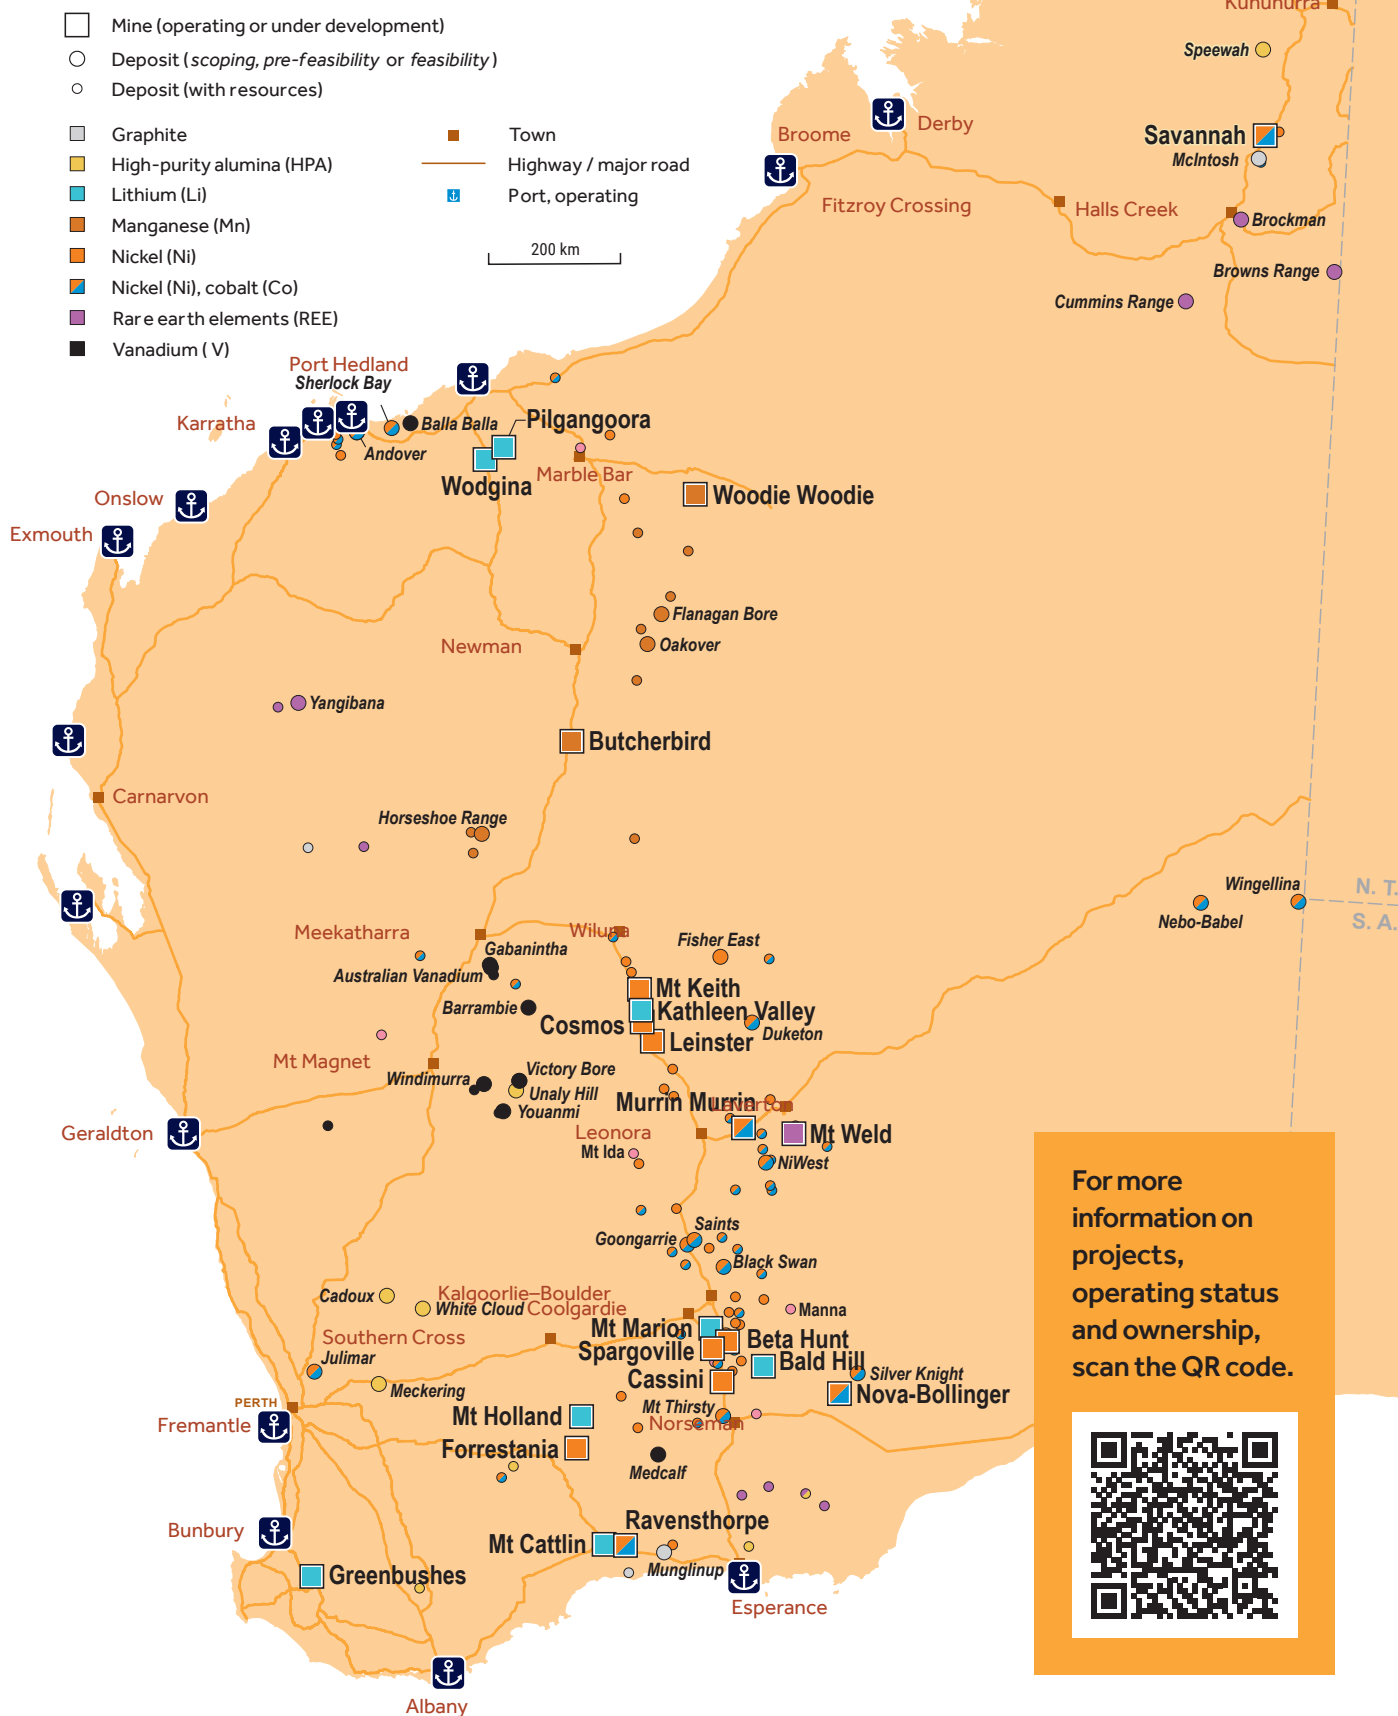 Mine (operating or under development)
Deposit (scoping, pre-feasibility or feasibility)
Deposit (with resources)
Graphite
High-purity alumina (HPA)
Lithium (Li)
Manganese (Mn)
Nickel (Ni)
Nickel (Ni), cobalt (Co)
Rare earth elements (REE)
Vanadium ( V)
Town
Highway / major road
Port, operating
200 km
Kununurra
Speewah
Savannah
McIntosh
Derby
Broome
Fitzroy Crossing
Halls Creek
Brockman
Browns Range
Cummins Range
Port Hedland
Sherlock Bay
Karratha
Balla Balla
Pilgangoora
Andover
Marble Bar
Wodgina
Woodie Woodie
Onslow
Exmouth
Flanagan Bore
Oakover
Newman
Yangibana
Butcherbird
Carnarvon
Horseshoe Range
Wingellina
Nebo-Babel
N. T.
S. A.
Meekatharra
Wiluna
Gabanintha
Fisher East
Australian Vanadium
Mt Keith
Barrambie
Kathleen Valley
Cosmos
Duketon
Leinster
Mt Magnet
Windimurra
Victory Bore
Unaly Hill
Youanmi
Murrin Murrin
Laverton
Geraldton
Leonora
Mt Weld
Mt Ida
NiWest
Saints
Goongarrie
Black Swan
Cadoux
Kalgoorlie–Boulder
White Cloud
Coolgardie
Manna
Southern Cross
Mt Marion
Beta Hunt
Spargoville
Julimar
Bald Hill
Silver Knight
Meckering
Cassini
Nova-Bollinger
PERTH
Mt Thirsty
Fremantle
Mt Holland
Norseman
Forrestania
Medcalf
Bunbury
Ravensthorpe
Mt Cattlin
Munglinup
Greenbushes
Esperance
Albany
For more
information on
projects,
operating status
and ownership,
scan the QR code.